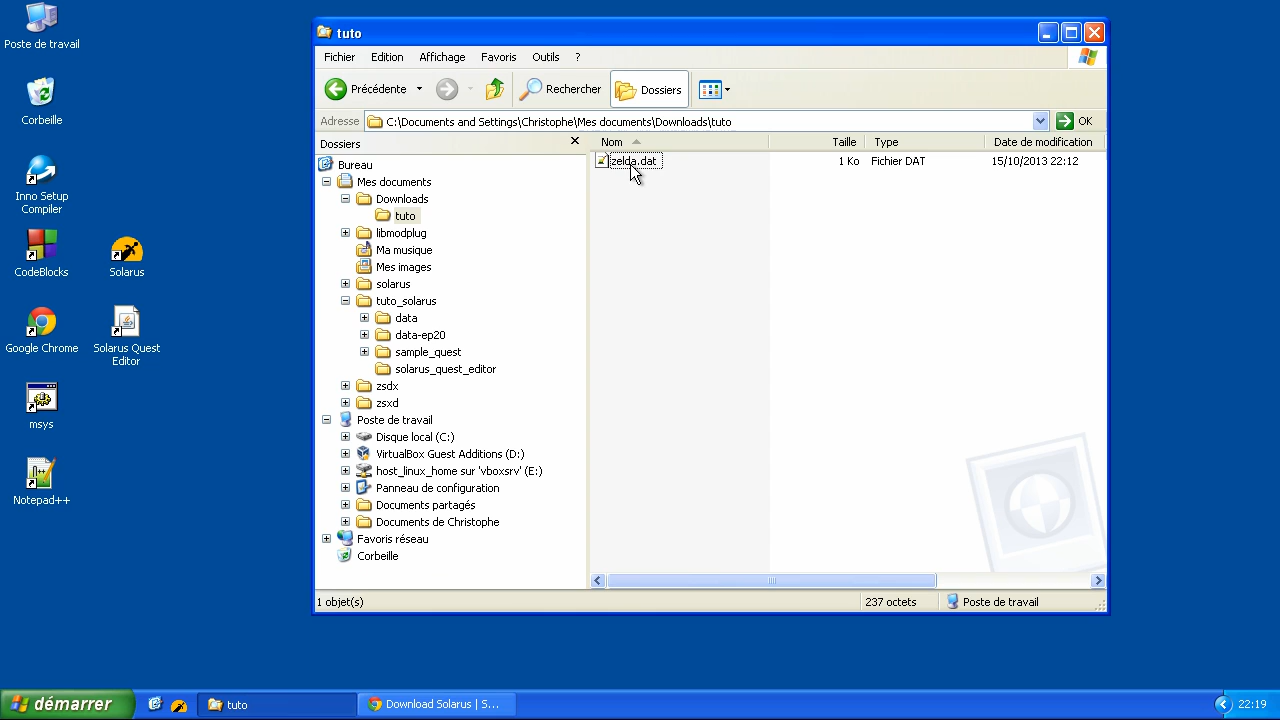 Poste de travail
Corbeille
Inno Setup
Compiler
CodeBlocks
Solarus
Google Chrome
Solarus Quest
Editor
msys
Notepad++
tuto
Fichier Edition Affichage Favoris Outils ?
Précédente Rechercher Dossiers
Adresse C:\Documents and Settings\Christophe\Mes documents\Downloads\tuto OK
Dossiers
Bureau
Mes documents
Downloads
tuto
libmodplug
Ma musique
Mes images
solarus
tuto_solarus
data
data-ep20
sample_quest
solarus_quest_editor
zsdx
zsxd
Poste de travail
Disque local (C:)
VirtualBox Guest Additions (D:)
host_linux_home sur 'vboxsrv' (E:)
Panneau de configuration
Documents partagés
Documents de Christophe
Favoris réseau
Corbeille
Nom Taille Type Date de modification
zelda.dat 1 Ko Fichier DAT 15/10/2013 22:12
1 objet(s) 237 octets Poste de travail
démarrer tuto Download Solarus | S... 22:19